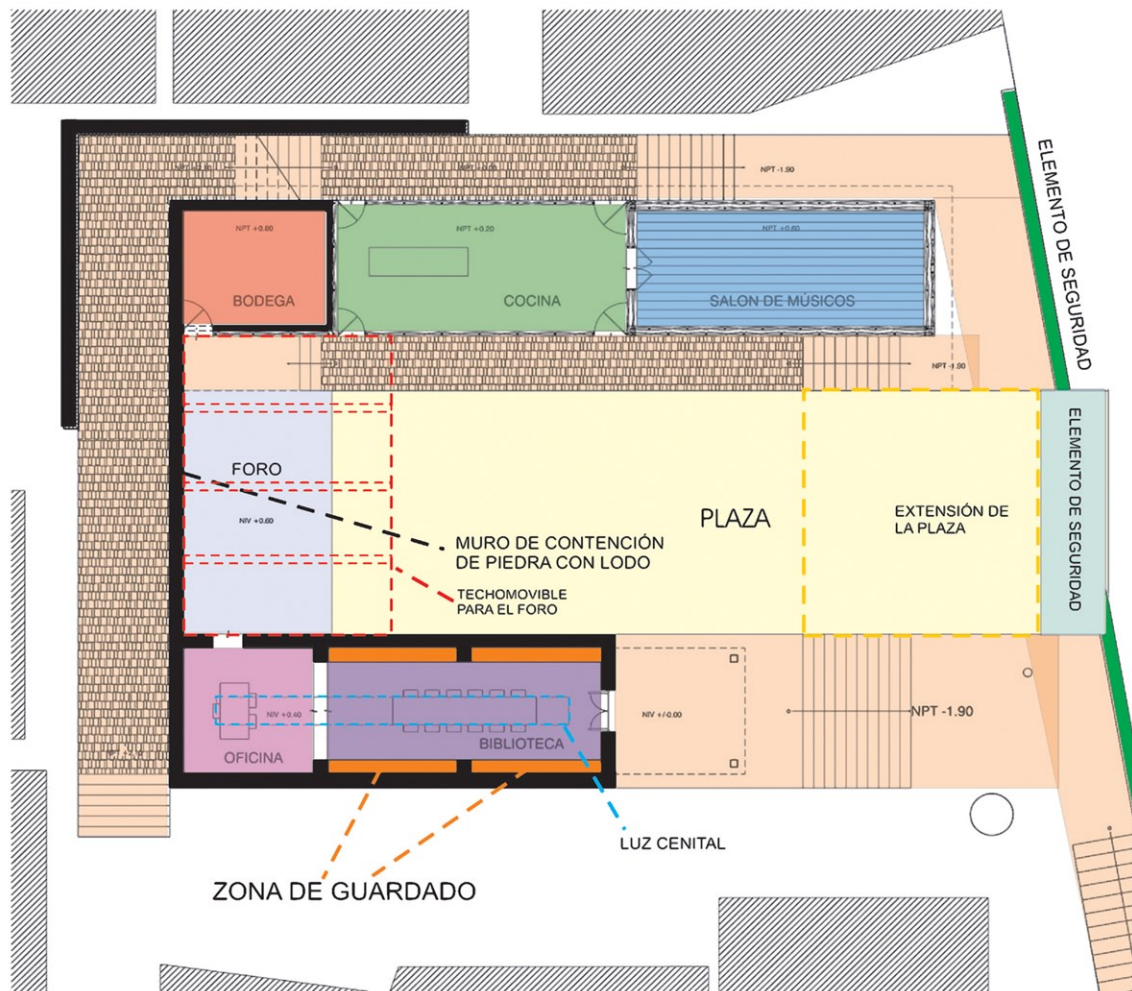 ELEMENTO DE SEGURIDAD
NPT -1.90
NPT +0.80
NPT +0.20
NPT +0.60
BODEGA
COCINA
SALON DE MÚSICOS
NPT -1.90
ELEMENTO DE SEGURIDAD
FORO
NIV +0.60
PLAZA
EXTENSIÓN DE
LA PLAZA
MURO DE CONTENCIÓN
DE PIEDRA CON LODO
TECHOMOVIBLE
PARA EL FORO
NIV +0.40
OFICINA
BIBLIOTECA
NIV +/-0.00
NPT -1.90
LUZ CENITAL
ZONA DE GUARDADO